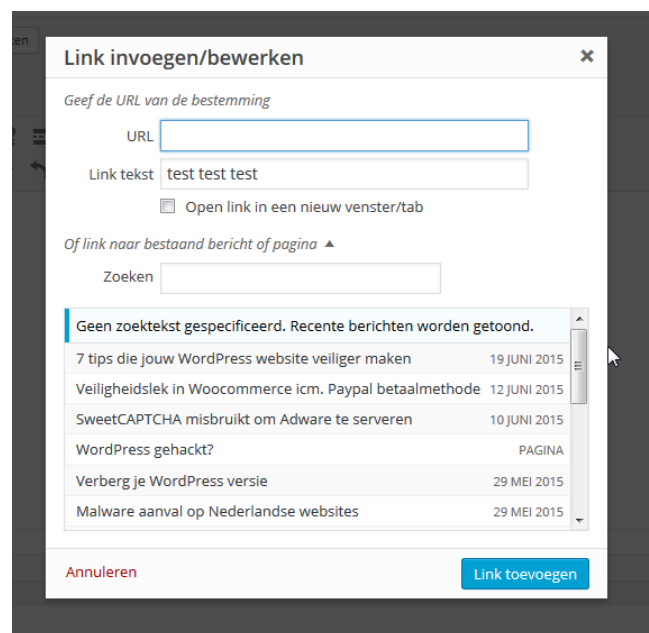 Link invoegen/bewerken
Geef de URL van de bestemming
URL
Link tekst test test test
Open link in een nieuw venster/tab
Of link naar bestaand bericht of pagina ▲
Zoeken
Geen zoektekst gespecificeerd. Recente berichten worden getoond.
7 tips die jouw WordPress website veiliger maken 19 JUNI 2015
Veiligheidslek in Woocommerce icm. Paypal betaalmethode 12 JUNI 2015
SweetCAPTCHA misbruikt om Adware te serveren 10 JUNI 2015
WordPress gehackt? PAGINA
Verberg je WordPress versie 29 MEI 2015
Malware aanval op Nederlandse websites 29 MEI 2015
Annuleren Link toevoegen